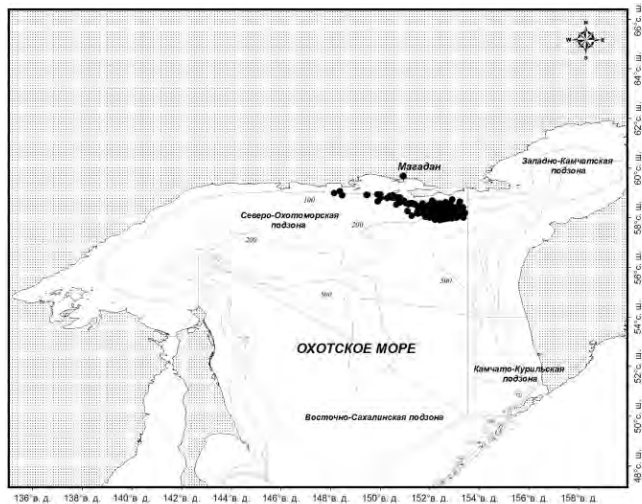 N
W
E
S
Магадан
Западно-Камчатская
подзона
100
Северо-Охотоморская
подзона
200
200
500
500
ОХОТСКОЕ МОРЕ
Камчато-Курильская
подзона
Восточно-Сахалинская подзона
66°с. ш.
64°с. ш.
62°с. ш.
60°с. ш.
58°с. ш.
56°с. ш.
54°с. ш.
52°с. ш.
50°с. ш.
48°с. ш.
136°в. д. 138°в. д. 140°в. д. 142°в. д. 144°в. д. 146°в. д. 148°в. д. 150°в. д. 152°в. д. 154°в. д. 156°в. д. 158°в. д.